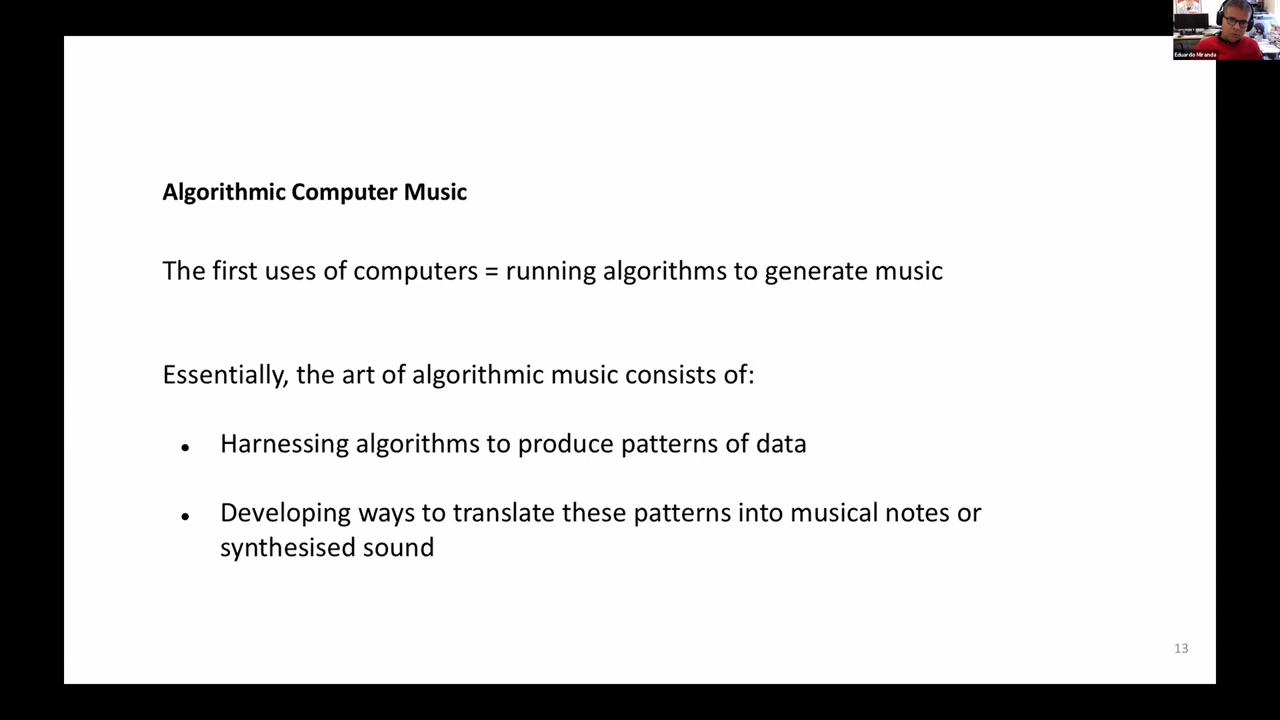 Eduardo Miranda
Algorithmic Computer Music
The first uses of computers = running algorithms to generate music
Essentially, the art of algorithmic music consists of:
• Harnessing algorithms to produce patterns of data
• Developing ways to translate these patterns into musical notes or
synthesised sound
13